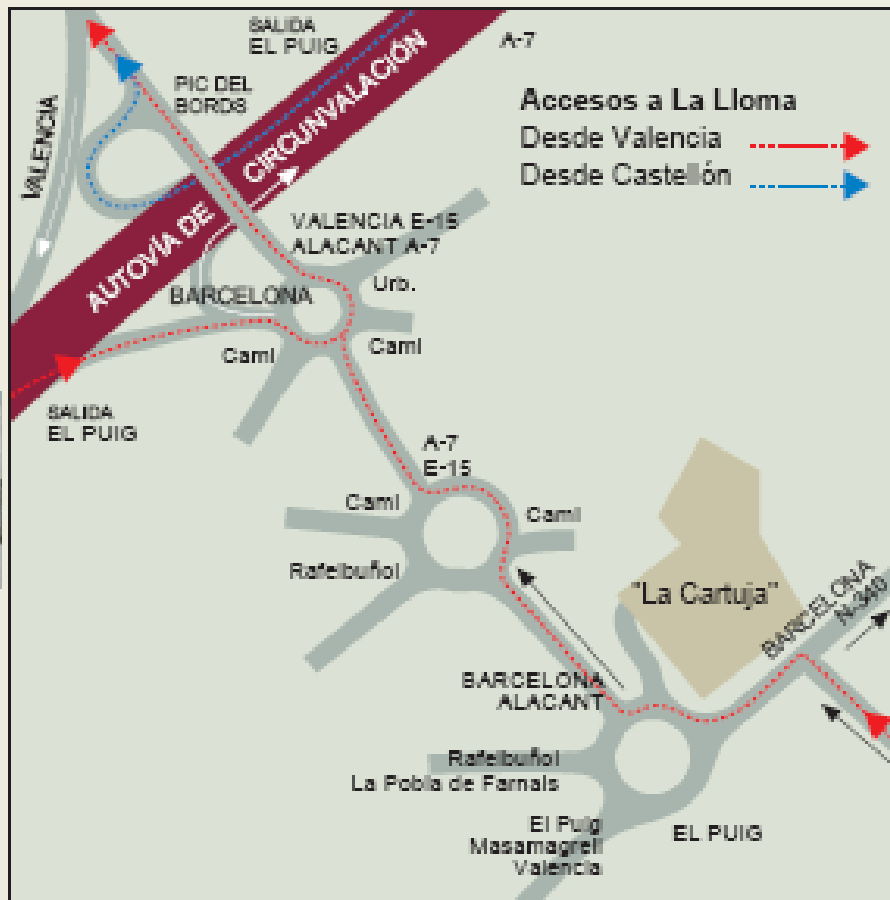 SALIDA
EL PUIG
A-7
PIC DEL
BORDS
VALENCIA
AUTOVÍA DE CIRCUNVALACIÓN
Accesos a La Lloma
Desde Valencia
Desde Castellón
VALENCIA E-15
ALACANT A-7
Urb.
BARCELONA
Camí
Camí
SALIDA
EL PUIG
A-7
E-15
Camí
Camí
Rafelbuñol
"La Cartuja"
BARCELONA
N-340
BARCELONA
ALACANT
Rafelbuñol
La Pobla de Farnals
El Puig
Masamagrell
Valencia
EL PUIG